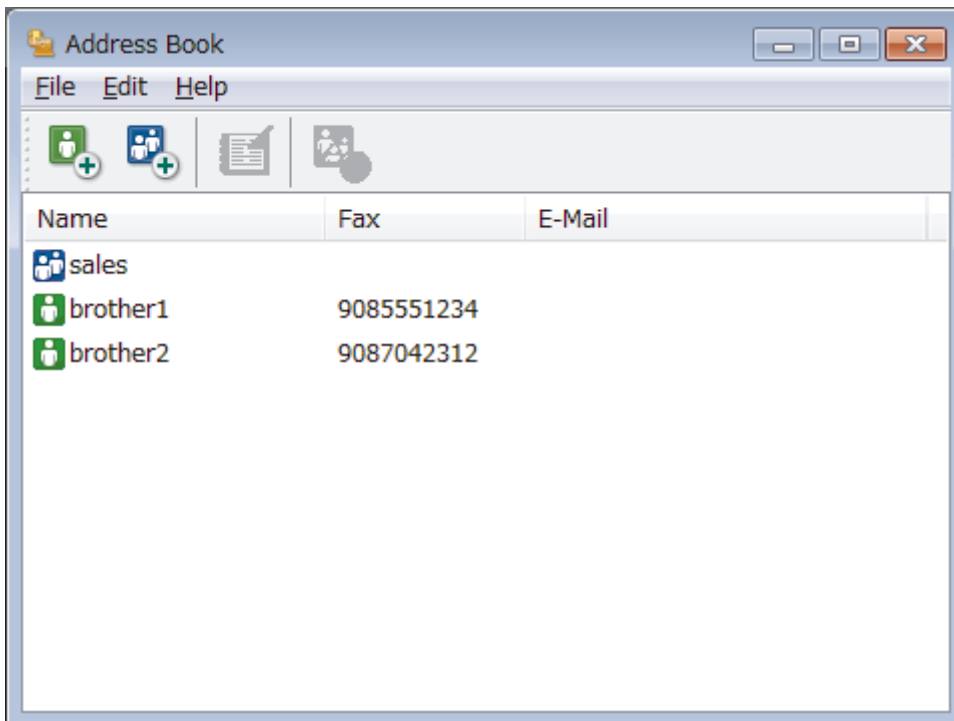 Address Book
File Edit Help
Name Fax E-Mail
sales
brother1 9085551234
brother2 9087042312